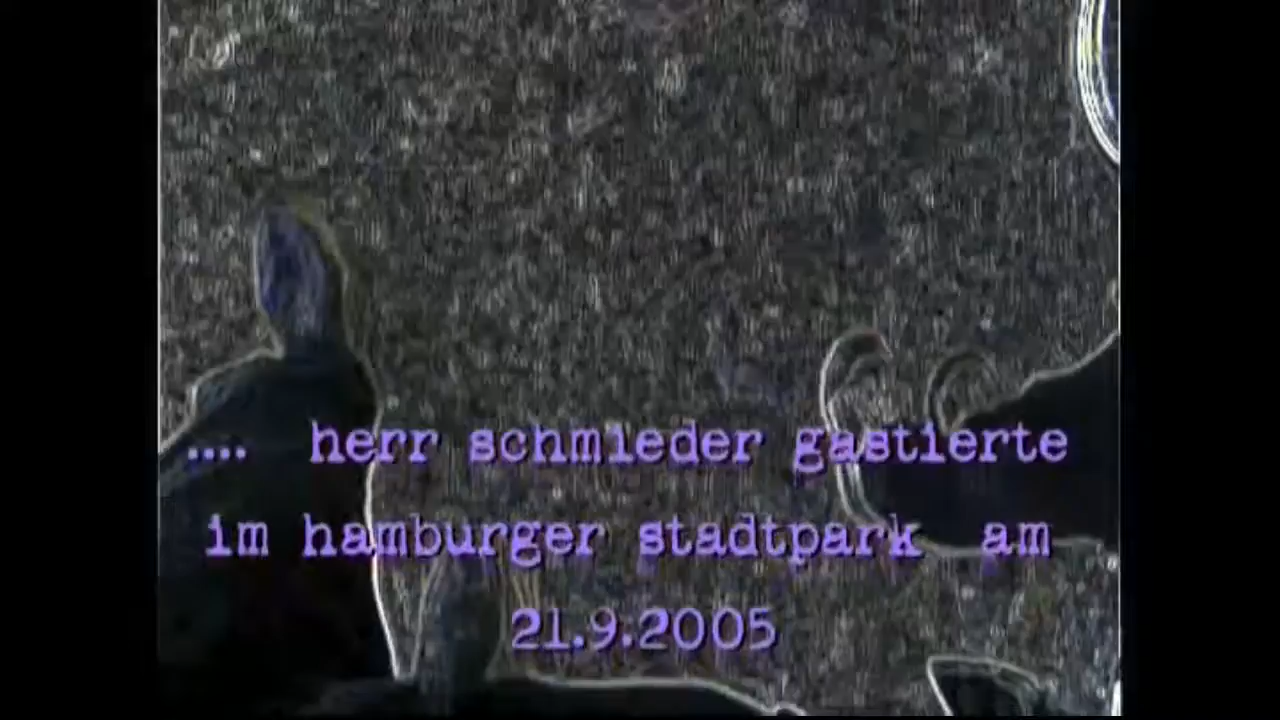 .... herr schmieder gastierte
im hamburger stadtpark am
21.9.2005